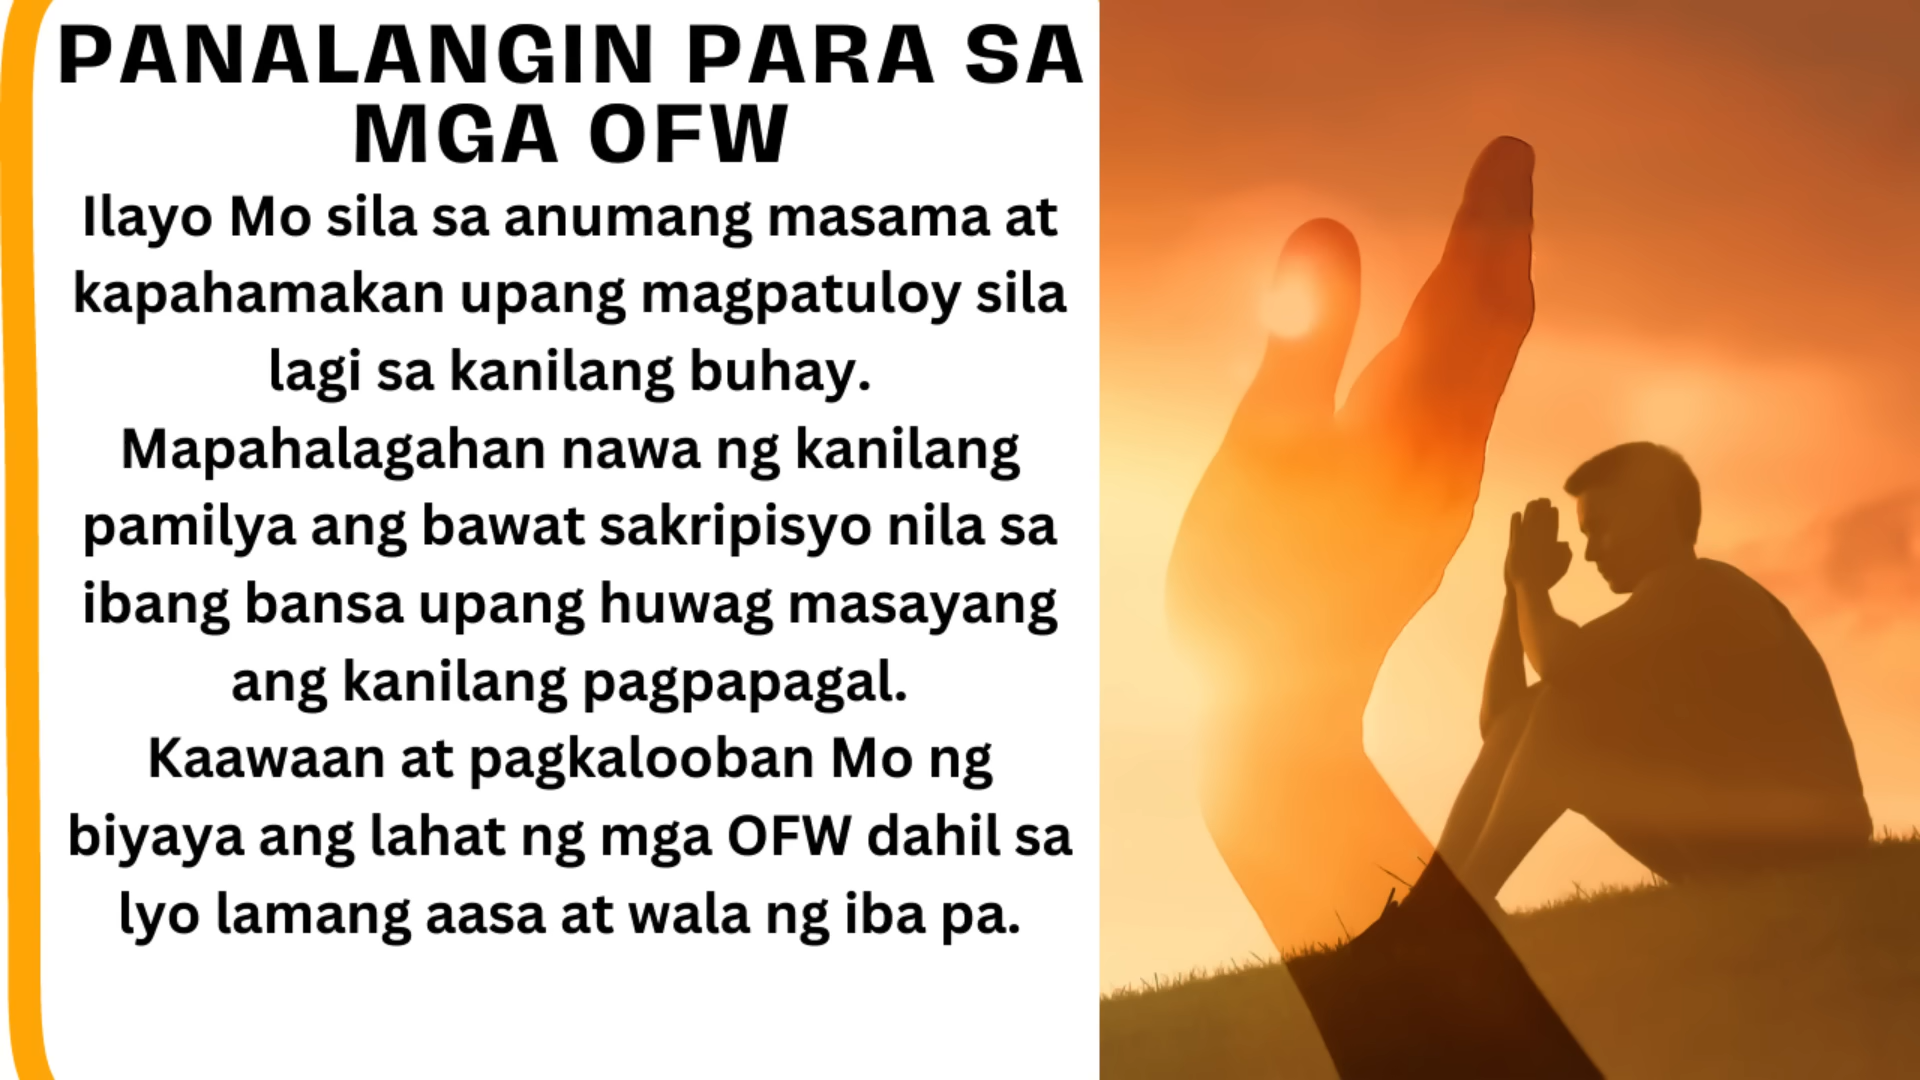 PANALANGIN PARA SA
MGA OFW
Ilayo Mo sila sa anumang masama at
kapahamakan upang magpatuloy sila
lagi sa kanilang buhay.
Mapahalagahan nawa ng kanilang
pamilya ang bawat sakripisyo nila sa
ibang bansa upang huwag masayang
ang kanilang pagpapagal.
Kaawaan at pagkalooban Mo ng
biyaya ang lahat ng mga OFW dahil sa
lyo lamang aasa at wala ng iba pa.